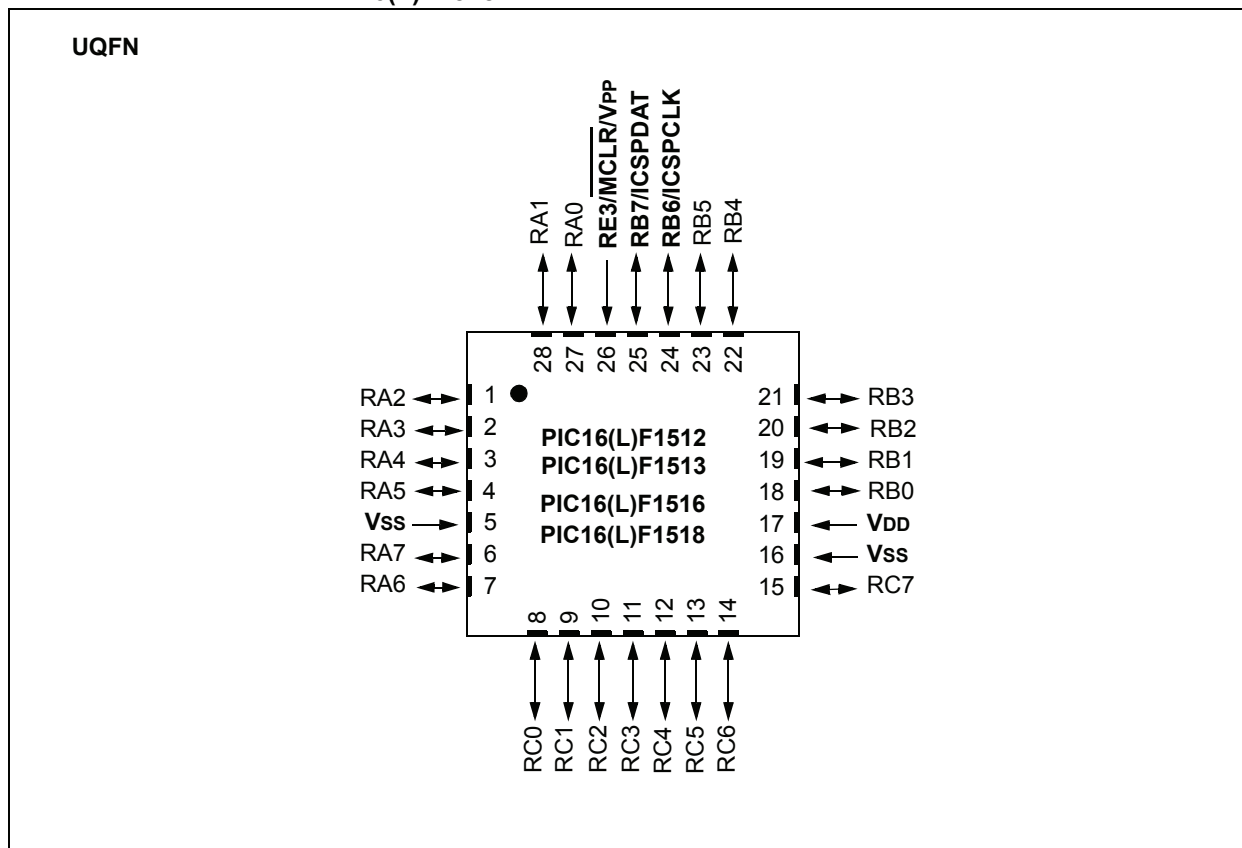 UQFN
RA1
RA0
RE3/MCLR/VPP
RB7/ICSPDAT
RB6/ICSPCLK
RB5
RB4
28
27
26
25
24
23
22
RA2 1
RA3 2
RA4 3
RA5 4
VSS 5
RA7 6
RA6 7
PIC16(L)F1512
PIC16(L)F1513
PIC16(L)F1516
PIC16(L)F1518
21 RB3
20 RB2
19 RB1
18 RB0
17 VDD
16 VSS
15 RC7
8
9
10
11
12
13
14
RC0
RC1
RC2
RC3
RC4
RC5
RC6